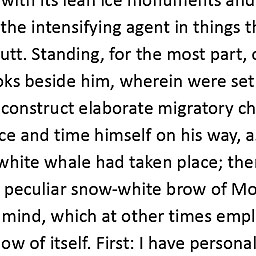 with its lean ice monuments and
the intensifying agent in things th
utt. Standing, for the most part, o
oks beside him, wherein were set
construct elaborate migratory ch
ce and time himself on his way, a
white whale had taken place; the
peculiar snow-white brow of Mo
mind, which at other times empl
ow of itself. First: I have personal